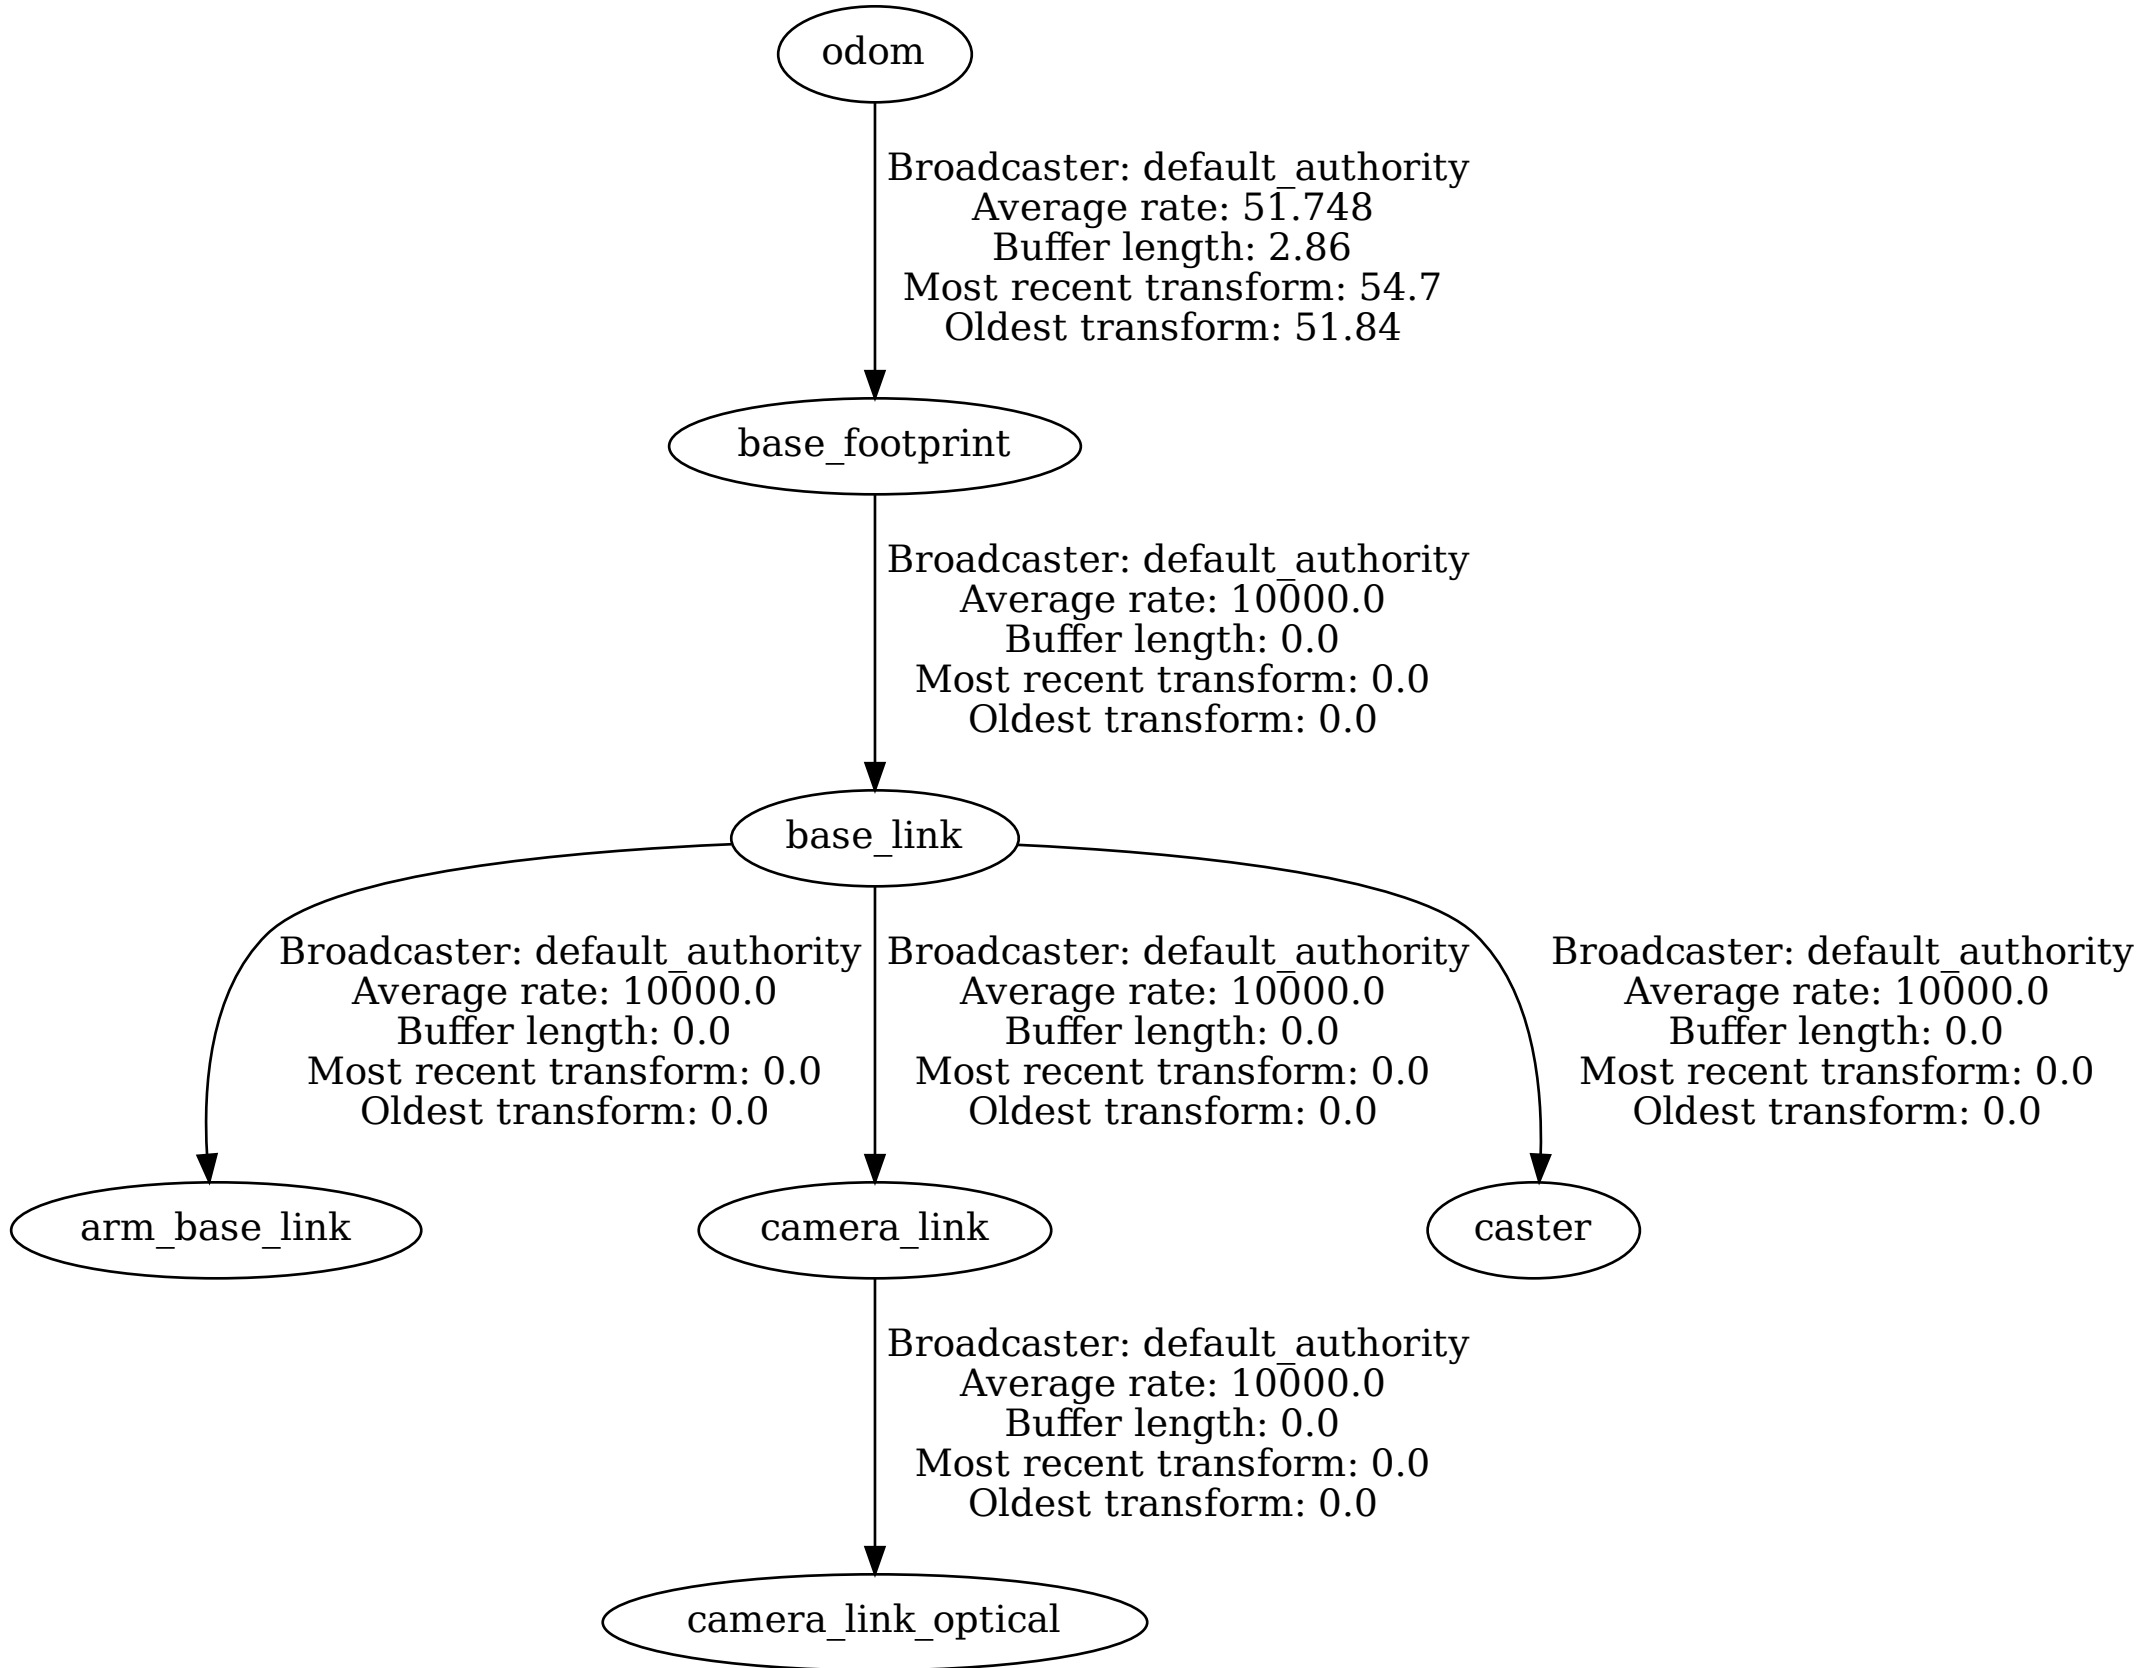 odom
Broadcaster: default_authority
Average rate: 51.748
Buffer length: 2.86
Most recent transform: 54.7
Oldest transform: 51.84
base_footprint
Broadcaster: default_authority
Average rate: 10000.0
Buffer length: 0.0
Most recent transform: 0.0
Oldest transform: 0.0
base_link
Broadcaster: default_authority
Average rate: 10000.0
Buffer length: 0.0
Most recent transform: 0.0
Oldest transform: 0.0
Broadcaster: default_authority
Average rate: 10000.0
Buffer length: 0.0
Most recent transform: 0.0
Oldest transform: 0.0
Broadcaster: default_authority
Average rate: 10000.0
Buffer length: 0.0
Most recent transform: 0.0
Oldest transform: 0.0
arm_base_link
camera_link
caster
Broadcaster: default_authority
Average rate: 10000.0
Buffer length: 0.0
Most recent transform: 0.0
Oldest transform: 0.0
camera_link_optical